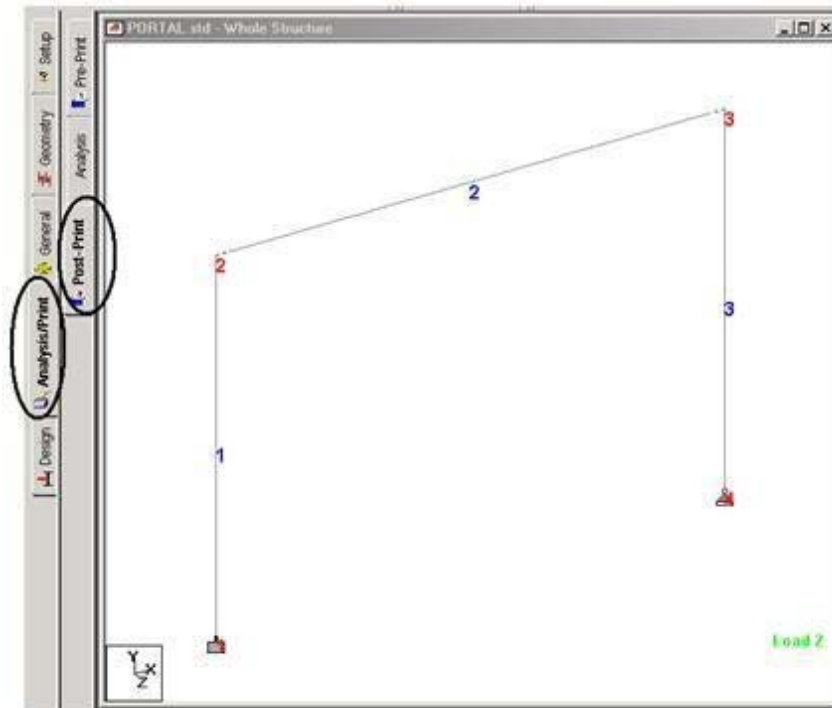 PORTAL.std - Whole Structure
Setup
Geometry
General
Analysis/Print
Design
Pre-Print
Analysis
Post-Print
3
2
2
3
1
4
1
Load 2
Y
X
Z